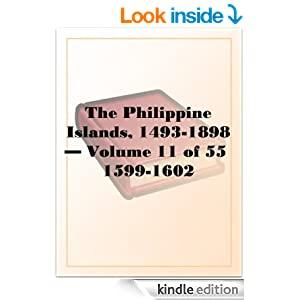 Look inside
The Philippine
Islands, 1493-1898
— Volume 11 of 55
1599-1602
kindle edition